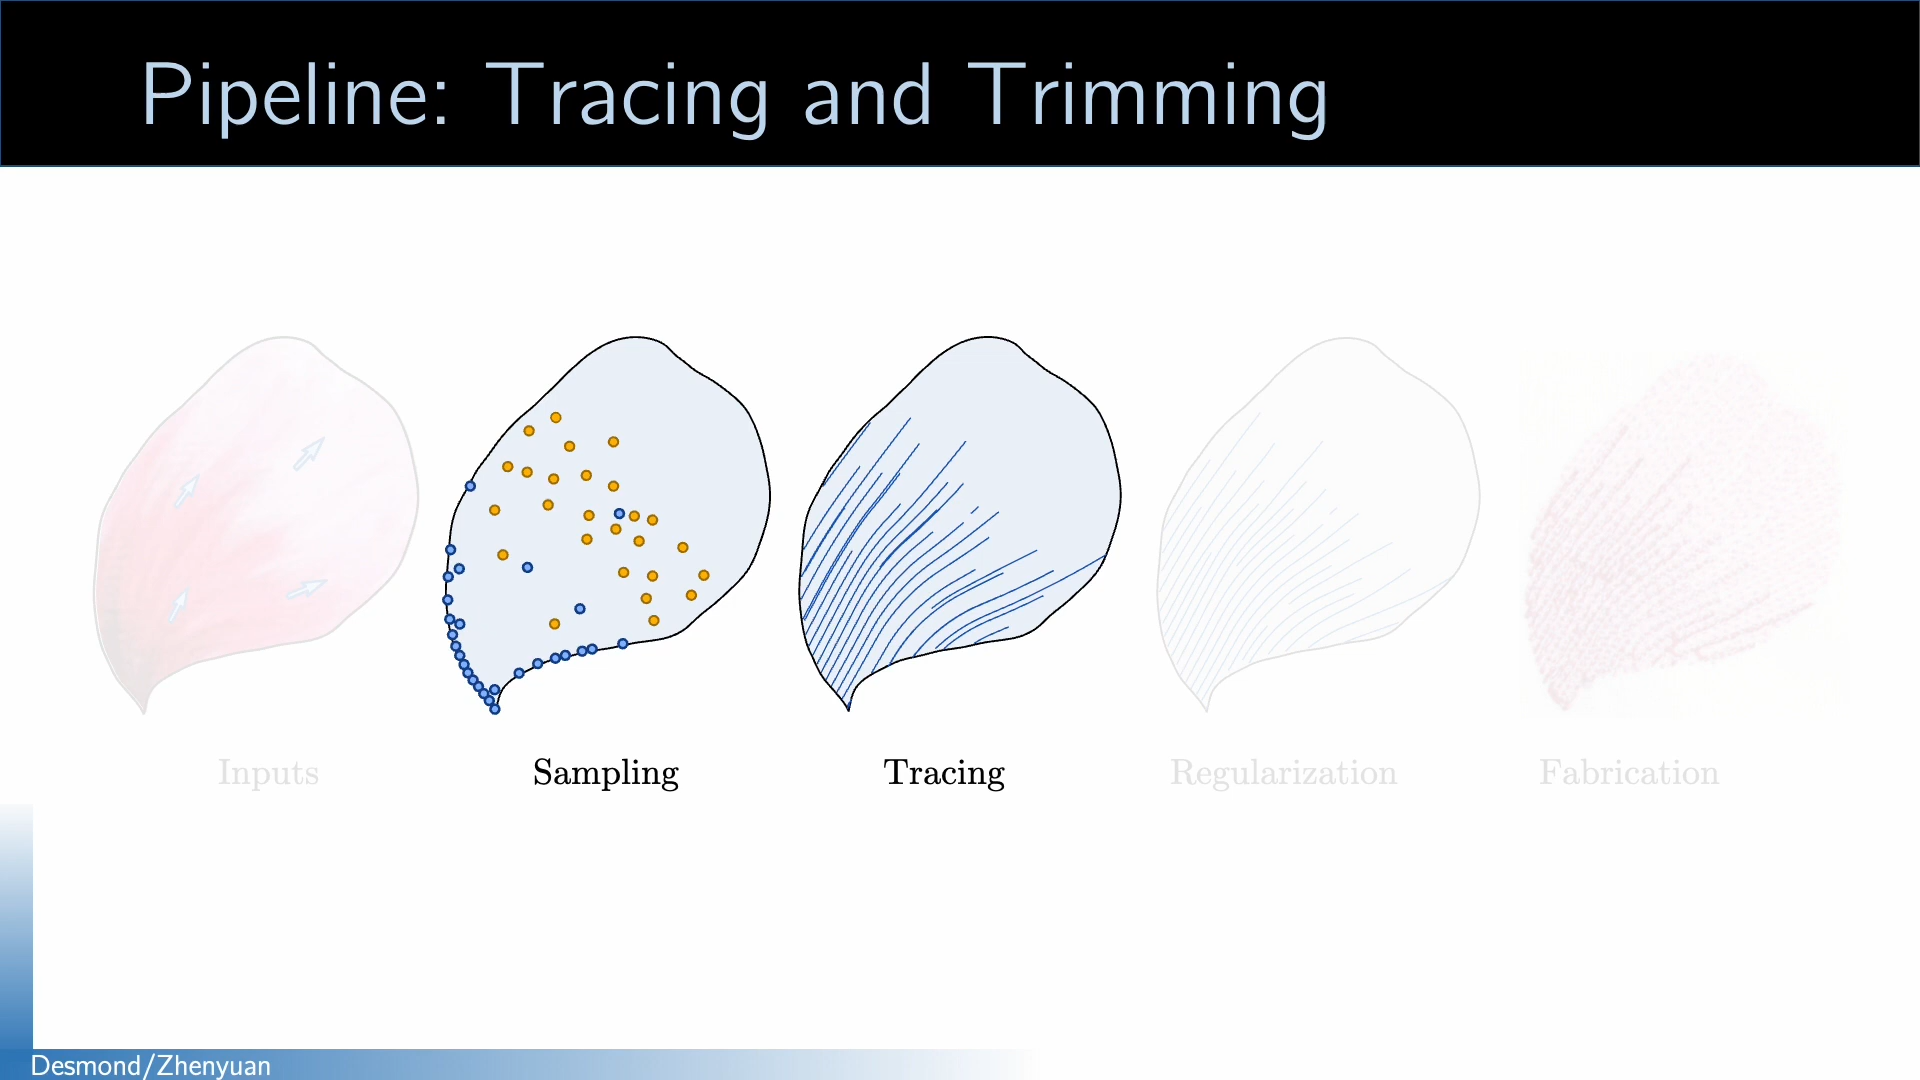 Pipeline: Tracing and Trimming
Inputs
Sampling
Tracing
Regularization
Fabrication
Desmond/Zhenyuan